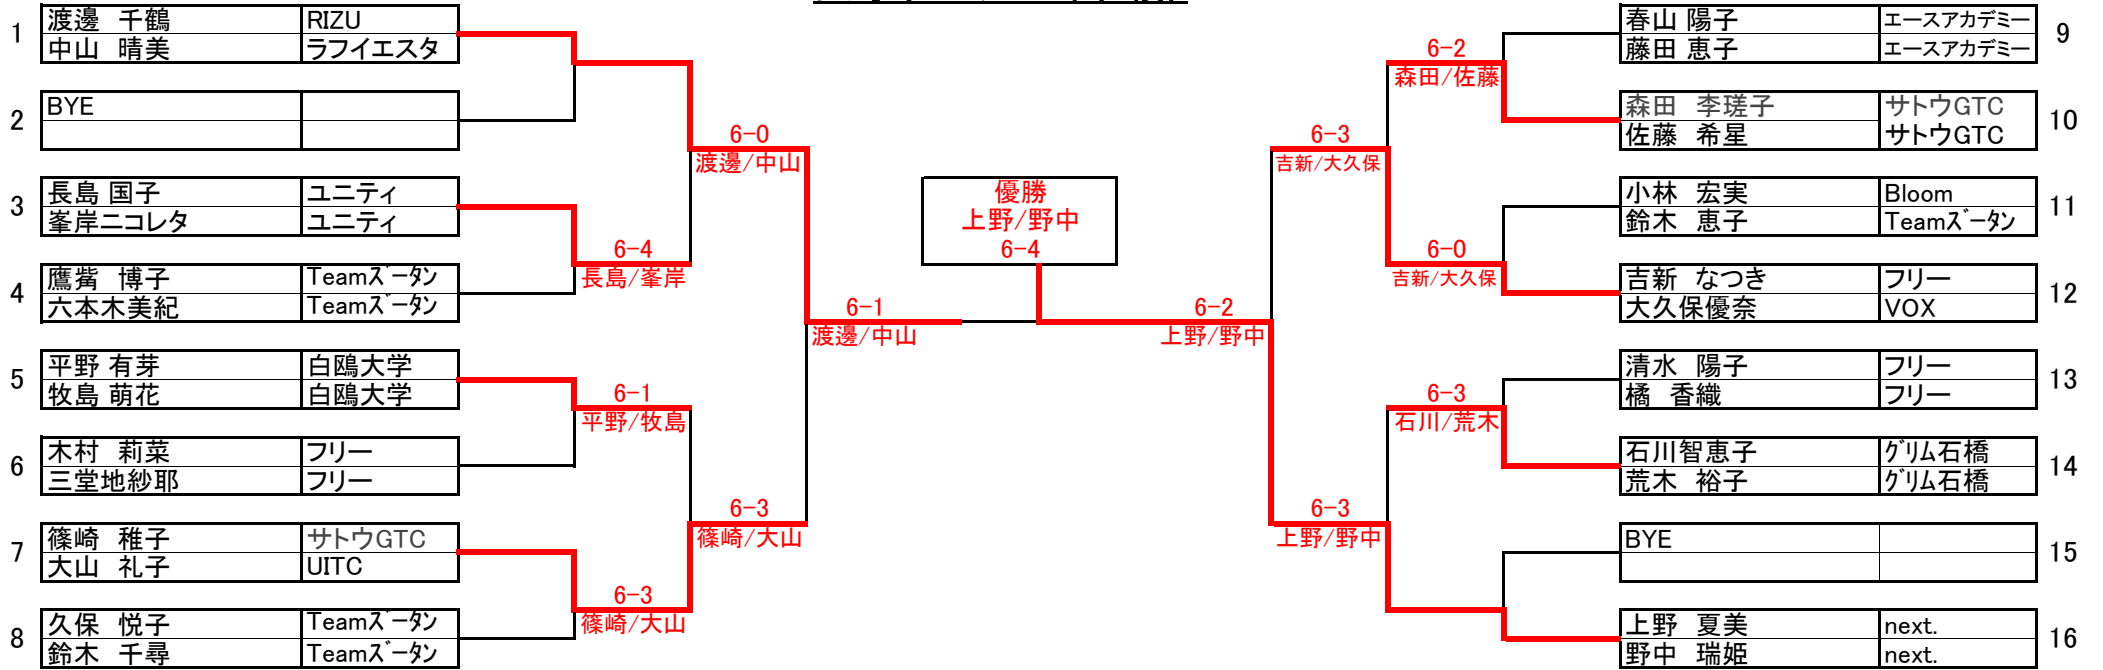 1
渡邊 千鶴 RIZU
中山 晴美 ラフイエスタ
2
BYE
3
長島 国子 ユニティ
峯岸ニコレタ ユニティ
4
鷹觜 博子 Teamズータン
六本木美紀 Teamズータン
5
平野 有芽 白鴎大学
牧島 萌花 白鴎大学
6
木村 莉菜 フリー
三堂地紗耶 フリー
7
篠崎 稚子 サトウGTC
大山 礼子 UITC
8
久保 悦子 Teamズータン
鈴木 千尋 Teamズータン
6-4
長島/峯岸
6-1
平野/牧島
6-3
篠崎/大山
6-0
渡邊/中山
6-3
篠崎/大山
6-1
渡邊/中山
優勝
上野/野中
6-4
6-2
上野/野中
6-3
吉新/大久保
6-3
上野/野中
6-2
森田/佐藤
6-0
吉新/大久保
6-3
石川/荒木
春山 陽子 エースアカデミー
藤田 恵子 エースアカデミー
9
森田 李瑳子 サトウGTC
佐藤 希星 サトウGTC
10
小林 宏実 Bloom
鈴木 恵子 Teamズータン
11
吉新 なつき フリー
大久保優奈 VOX
12
清水 陽子 フリー
橘 香織 フリー
13
石川智恵子 グリム石橋
荒木 裕子 グリム石橋
14
BYE
15
上野 夏美 next.
野中 瑞姫 next.
16